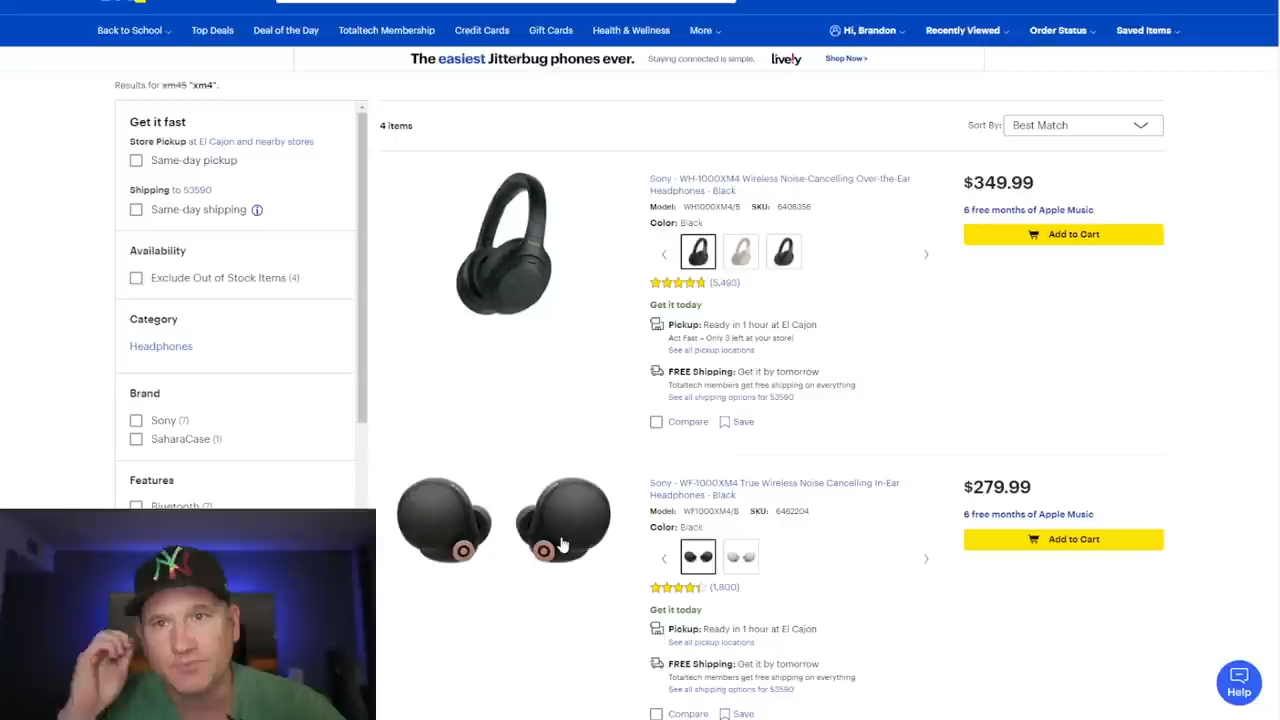 Back to School
Top Deals
Deal of the Day
Totaltech Membership
Credit Cards
Gift Cards
Health & Wellness
More
Hi, Brandon
Recently Viewed
Order Status
Saved Items
The easiest Jitterbug phones ever.
Staying connected is simple.
lively
Shop Now>
Results for xm45 "xm4".
Get it fast
Store Pickup at El Cajon and nearby stores
Same-day pickup
Shipping to 53590
Same-day shipping
Availability
Exclude Out of Stock Items (4)
Category
Headphones
Brand
Sony (7)
SaharaCase (1)
Features
Bluetooth (7)
4 items
Sort By: Best Match
Sony - WH-1000XM4 Wireless Noise-Cancelling Over-the-Ear
Headphones - Black
Model: WH1000XM4/B SKU: 6408356
Color: Black
(5,493)
Get it today
Pickup: Ready in 1 hour at El Cajon
Act Fast – Only 3 left at your store!
See all pickup locations
FREE Shipping: Get it by tomorrow
Totaltech members get free shipping on everything
See all shipping options for 53590
Compare
Save
$349.99
6 free months of Apple Music
Add to Cart
Sony - WF-1000XM4 True Wireless Noise Cancelling In-Ear
Headphones - Black
Model: WF1000XM4/B SKU: 6462204
Color: Black
(1,800)
Get it today
Pickup: Ready in 1 hour at El Cajon
See all pickup locations
FREE Shipping: Get it by tomorrow
Totaltech members get free shipping on everything
See all shipping options for 53590
Compare
Save
$279.99
6 free months of Apple Music
Add to Cart
Help